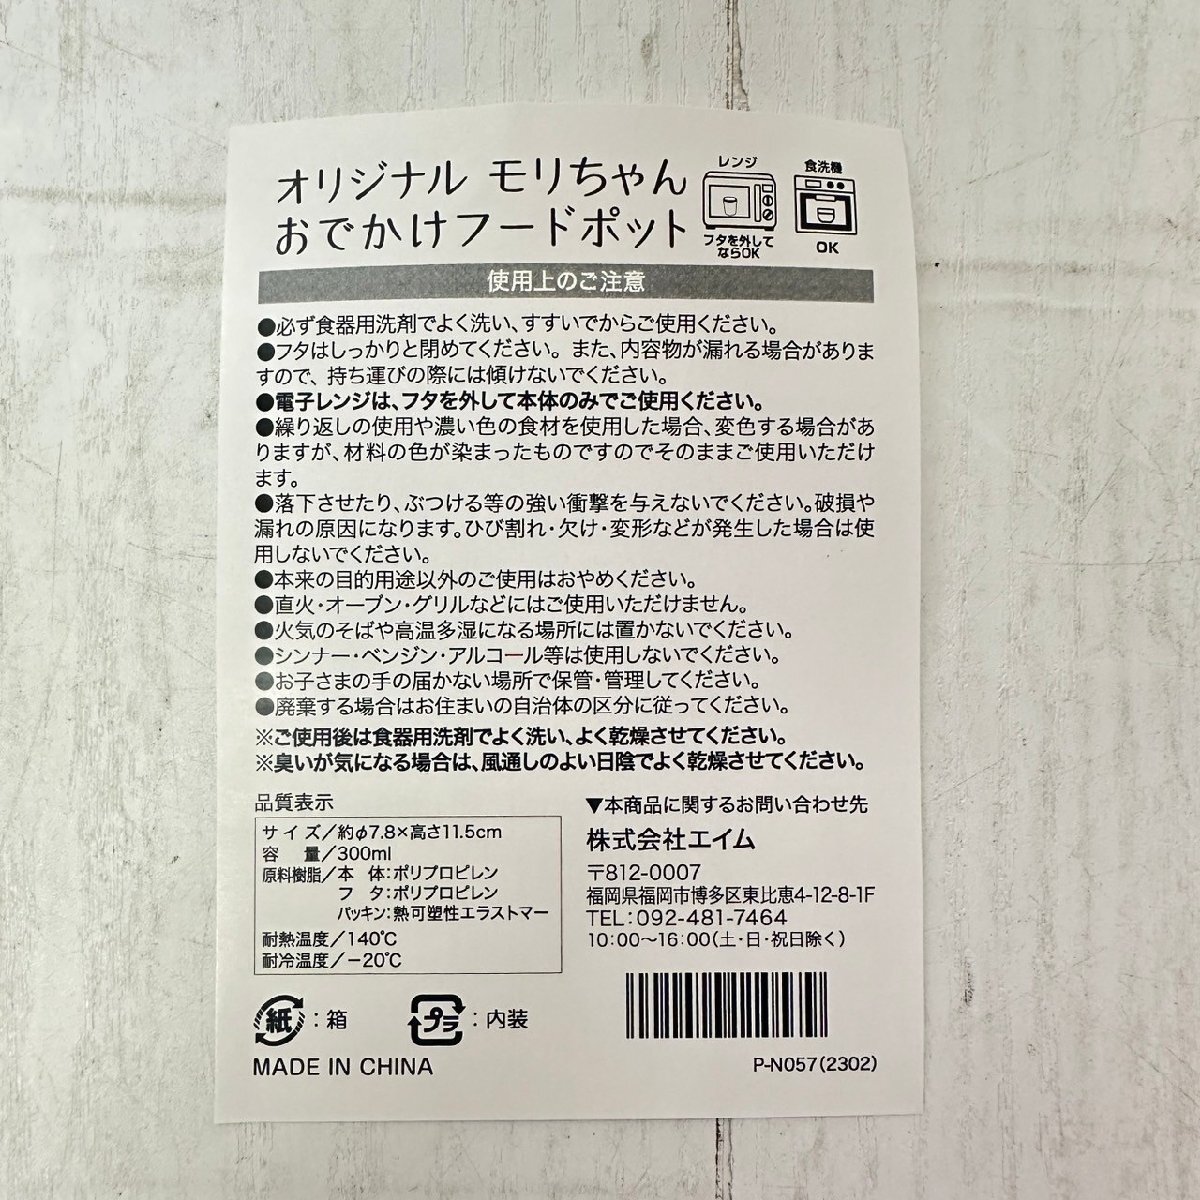 オリジナル モリちゃん
おでかけフードポット
レンジ
フタを外して
ならOK
食洗機
OK
使用上のご注意
●必ず食器用洗剤でよく洗い、すすいでからご使用ください。
●フタはしっかりと閉めてください。また、内容物が漏れる場合がありま
すので、持ち運びの際には傾けないでください。
●電子レンジは、フタを外して本体のみでご使用ください。
●繰り返しの使用や濃い色の食材を使用した場合、変色する場合があ
りますが、材料の色が染まったものですのでそのままご使用いただけ
ます。
●落下させたり、ぶつける等の強い衝撃を与えないでください。破損や
漏れの原因になります。ひび割れ・欠け・変形などが発生した場合は使
用しないでください。
●本来の目的用途以外のご使用はおやめください。
●直火・オーブン・グリルなどにはご使用いただけません。
●火気のそばや高温多湿になる場所には置かないでください。
●シンナー・ベンジン・アルコール等は使用しないでください。
●お子さまの手の届かない場所で保管・管理してください。
●廃棄する場合はお住まいの自治体の区分に従ってください。
※ご使用後は食器用洗剤でよく洗い、よく乾燥させてください。
※臭いが気になる場合は、風通しのよい日陰でよく乾燥させてください。
品質表示
サイズ/約φ7.8×高さ11.5cm
容 量/300ml
原料樹脂/本 体:ポリプロピレン
フ タ:ポリプロピレン
パッキン:熱可塑性エラストマー
耐熱温度/140℃
耐冷温度/−20℃
▼本商品に関するお問い合わせ先
株式会社エイム
〒812-0007
福岡県福岡市博多区東比恵4-12-8-1F
TEL:092-481-7464
10:00〜16:00(土・日・祝日除く)
紙:箱
プラ:内装
MADE IN CHINA
P-N057(2302)